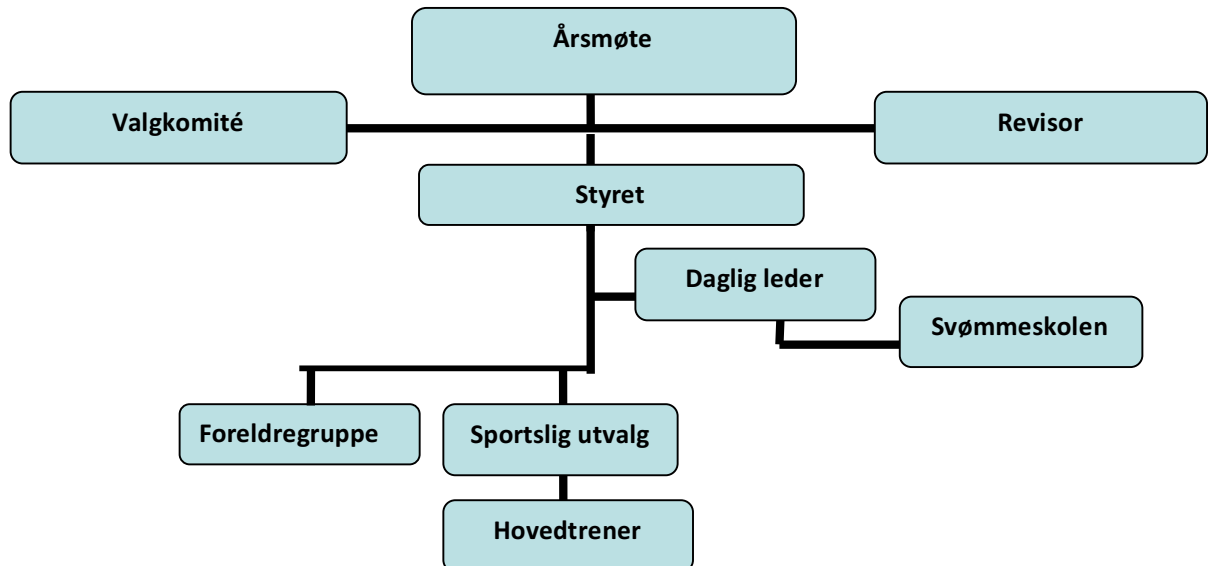 Årsmøte
Valgkomité
Revisor
Styret
Daglig leder
Svømmeskolen
Foreldregruppe
Sportslig utvalg
Hovedtrener